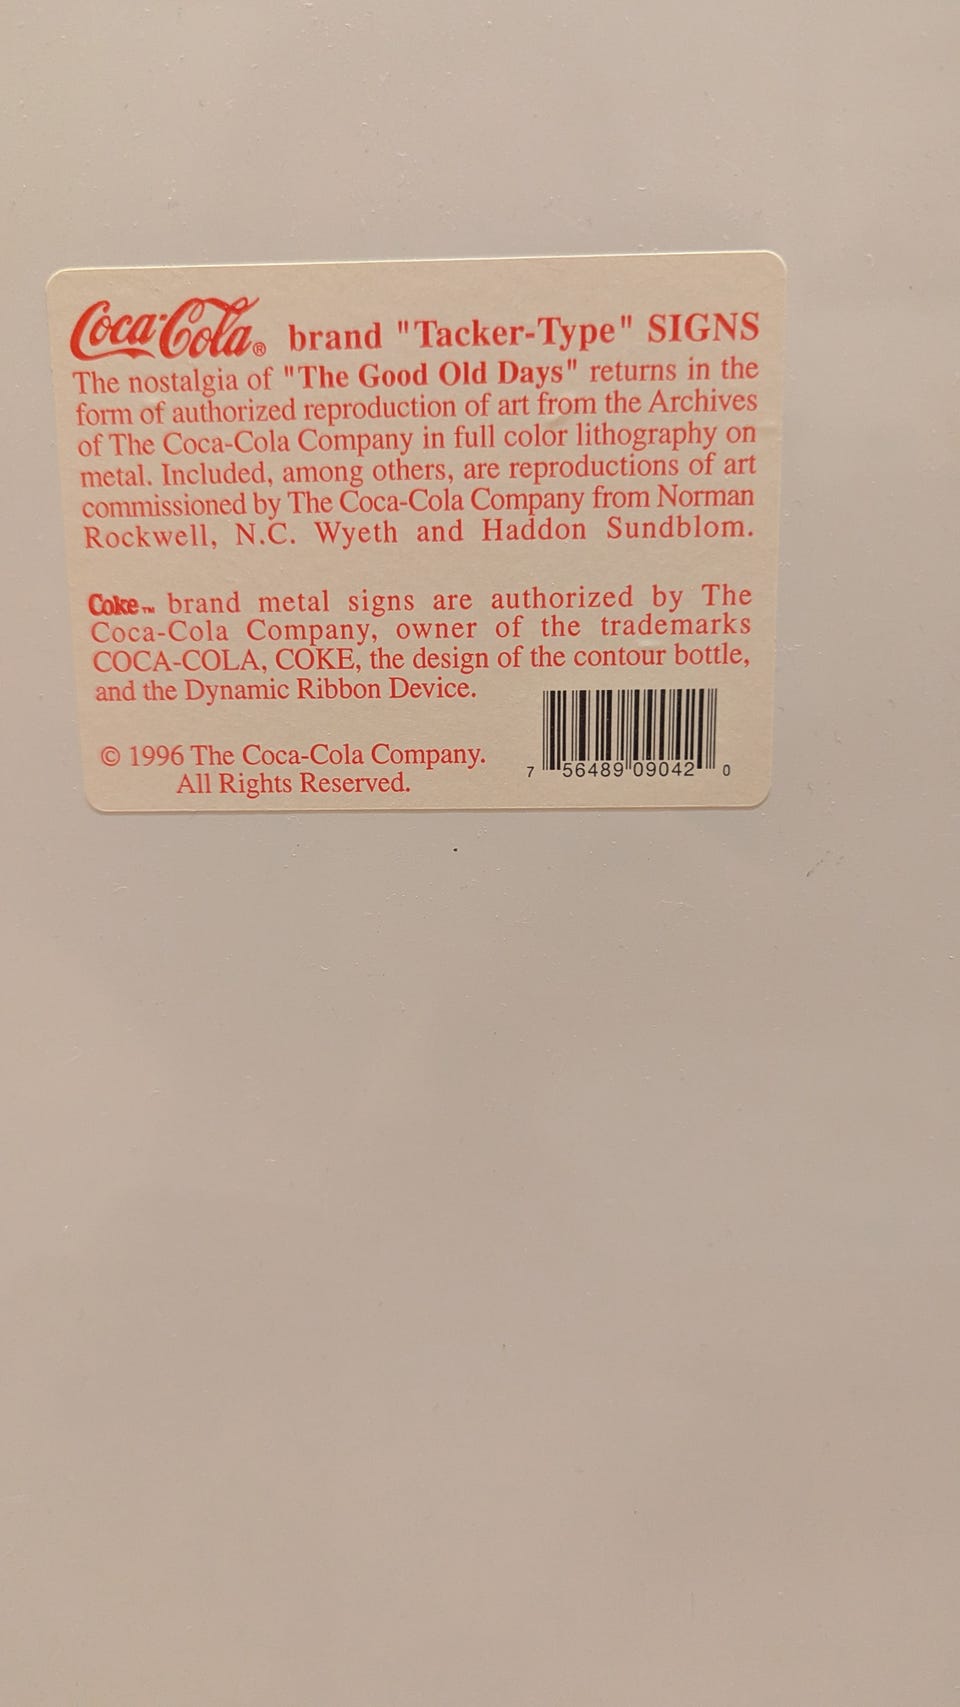 Coca-Cola® brand "Tacker-Type" SIGNS
The nostalgia of "The Good Old Days" returns in the
form of authorized reproduction of art from the Archives
of The Coca-Cola Company in full color lithography on
metal. Included, among others, are reproductions of art
commissioned by The Coca-Cola Company from Norman
Rockwell, N.C. Wyeth and Haddon Sundblom.
Coke™ brand metal signs are authorized by The
Coca-Cola Company, owner of the trademarks
COCA-COLA, COKE, the design of the contour bottle,
and the Dynamic Ribbon Device.
© 1996 The Coca-Cola Company.
All Rights Reserved.
7 56489 09042 0